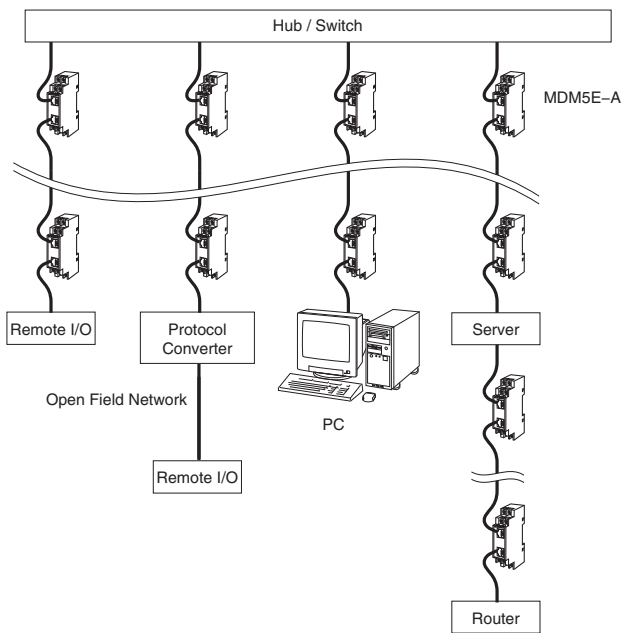 Hub / Switch
MDM5E–A
Remote I/O
Protocol
Converter
Server
Open Field Network
PC
Remote I/O
Router